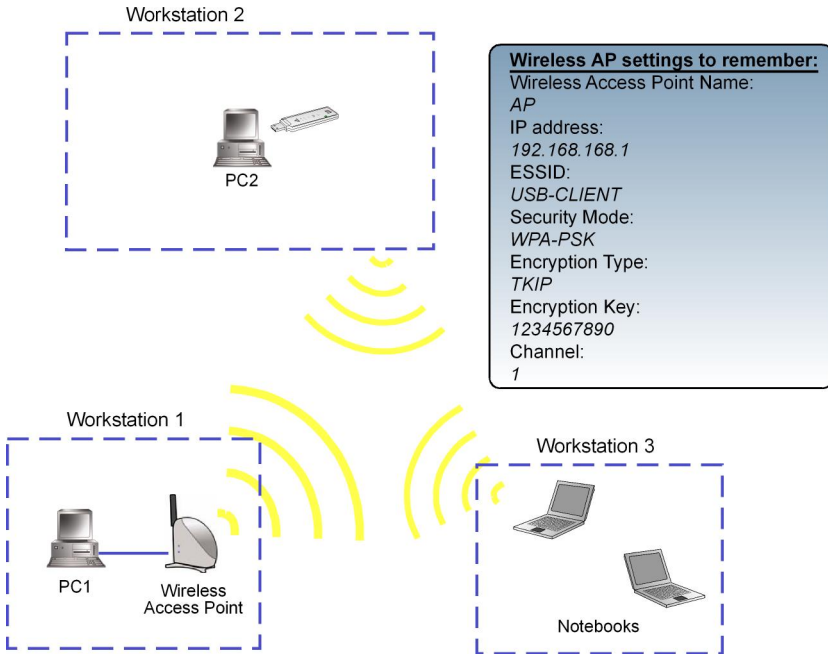 Workstation 2
PC2
Wireless AP settings to remember:
Wireless Access Point Name:
AP
IP address:
192.168.168.1
ESSID:
USB-CLIENT
Security Mode:
WPA-PSK
Encryption Type:
TKIP
Encryption Key:
1234567890
Channel:
1
Workstation 1
PC1
Wireless
Access Point
Workstation 3
Notebooks